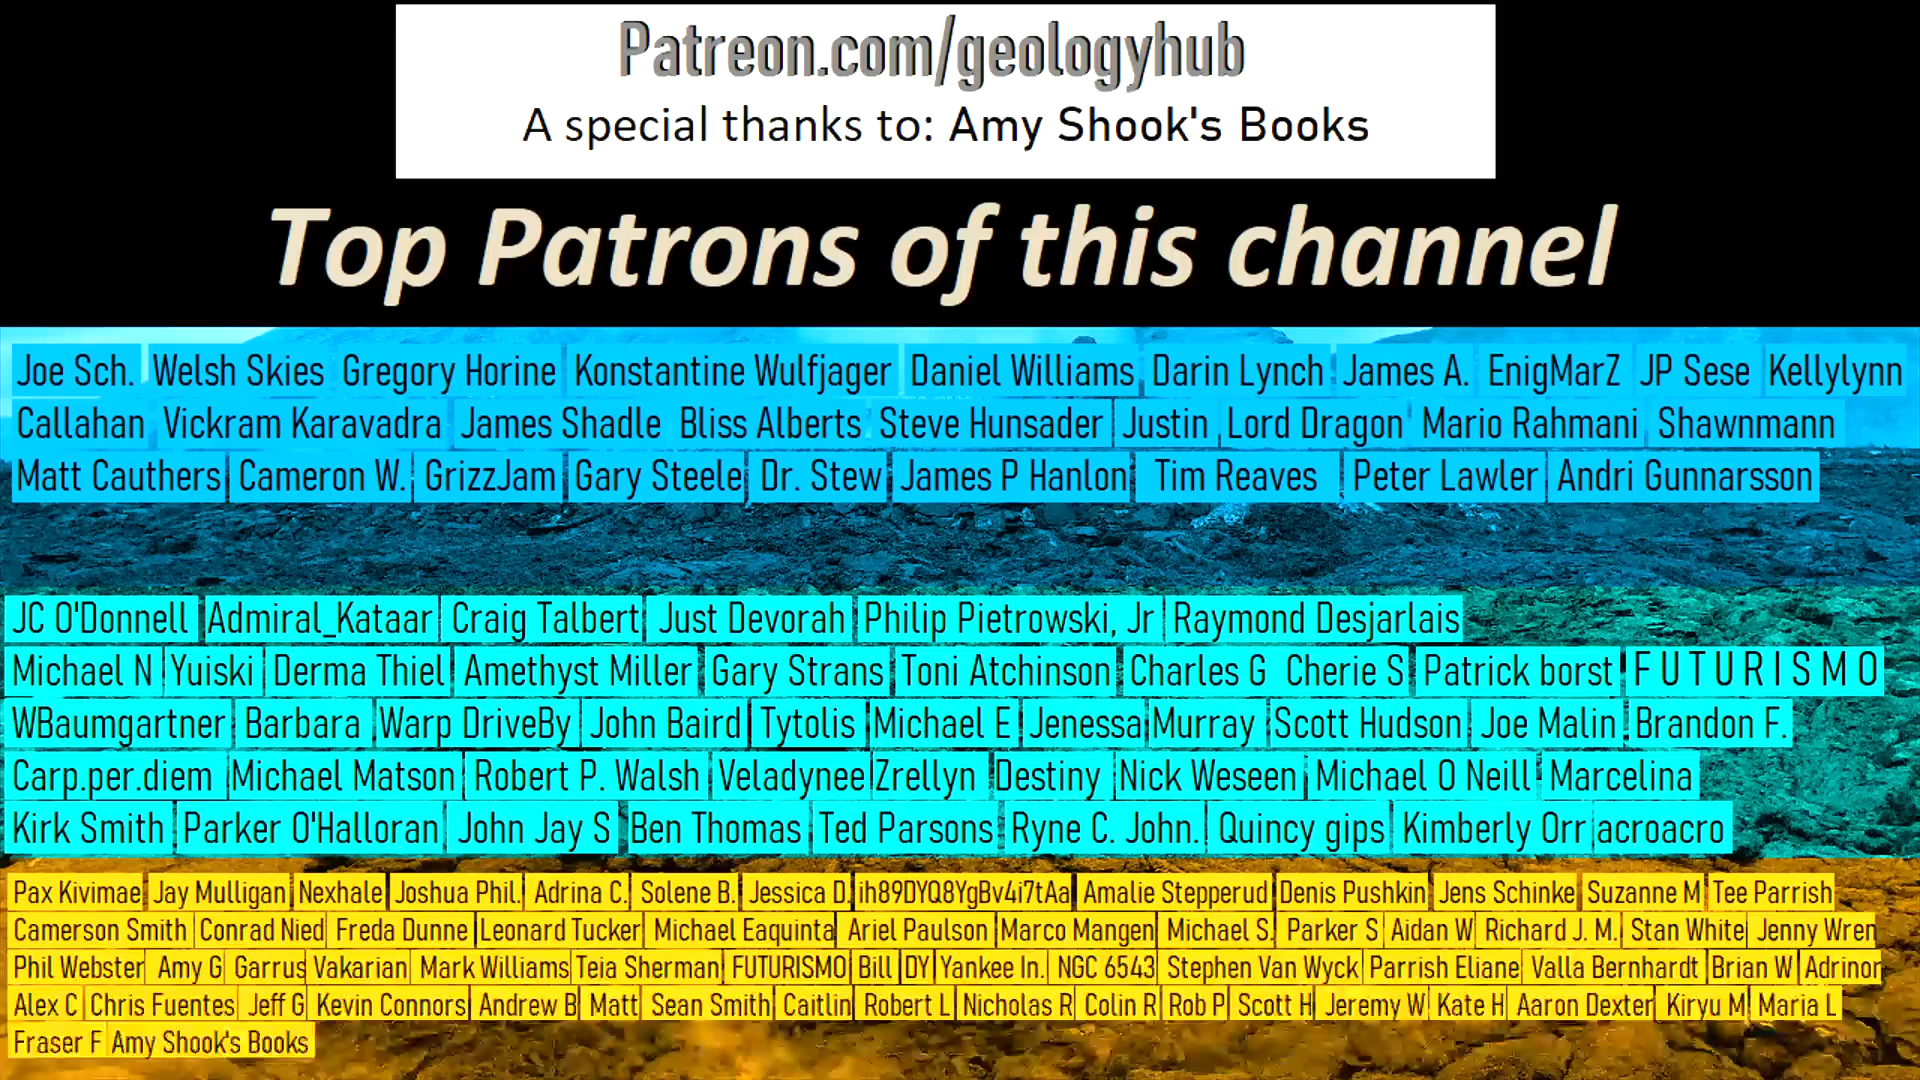 Patreon.com/geologyhub
A special thanks to: Amy Shook's Books
Top Patrons of this channel
Joe Sch. Welsh Skies Gregory Horine Konstantine Wulfjager Daniel Williams Darin Lynch James A. EnigMarZ JP Sese Kellylynn
Callahan Vickram Karavadra James Shadle Bliss Alberts Steve Hunsader Justin Lord Dragon Mario Rahmani Shawnmann
Matt Cauthers Cameron W. GrizzJam Gary Steele Dr. Stew James P Hanlon Tim Reaves Peter Lawler Andri Gunnarsson
JC O'Donnell Admiral_Kataar Craig Talbert Just Devorah Philip Pietrowski, Jr Raymond Desjarlais
Michael N Yuiski Derma Thiel Amethyst Miller Gary Strans Toni Atchinson Charles G Cherie S Patrick borst F U T U R I S M O
WBaumgartner Barbara Warp DriveBy John Baird Tytolis Michael E Jenessa Murray Scott Hudson Joe Malin Brandon F.
Carp.per.diem Michael Matson Robert P. Walsh Veladynee Zrellyn Destiny Nick Weseen Michael O Neill Marcelina
Kirk Smith Parker O'Halloran John Jay S Ben Thomas Ted Parsons Ryne C. John. Quincy gips Kimberly Orr acroacro
Pax Kivimae Jay Mulligan Nexhale Joshua Phil. Adrina C. Solene B. Jessica D. ih89DYQ8YgBv4i7tAa Amalie Stepperud Denis Pushkin Jens Schinke Suzanne M Tee Parrish
Camerson Smith Conrad Nied Freda Dunne Leonard Tucker Michael Eaquinta Ariel Paulson Marco Mangen Michael S. Parker S Aidan W Richard J. M. Stan White Jenny Wren
Phil Webster Amy G Garrus Vakarian Mark Williams Teia Sherman FUTURISMO Bill DY Yankee In. NGC 6543 Stephen Van Wyck Parrish Eliane Valla Bernhardt Brian W Adrinor
Alex C Chris Fuentes Jeff G Kevin Connors Andrew B Matt Sean Smith Caitlin Robert L Nicholas R Colin R Rob P Scott H Jeremy W Kate H Aaron Dexter Kiryu M Maria L
Fraser F Amy Shook's Books